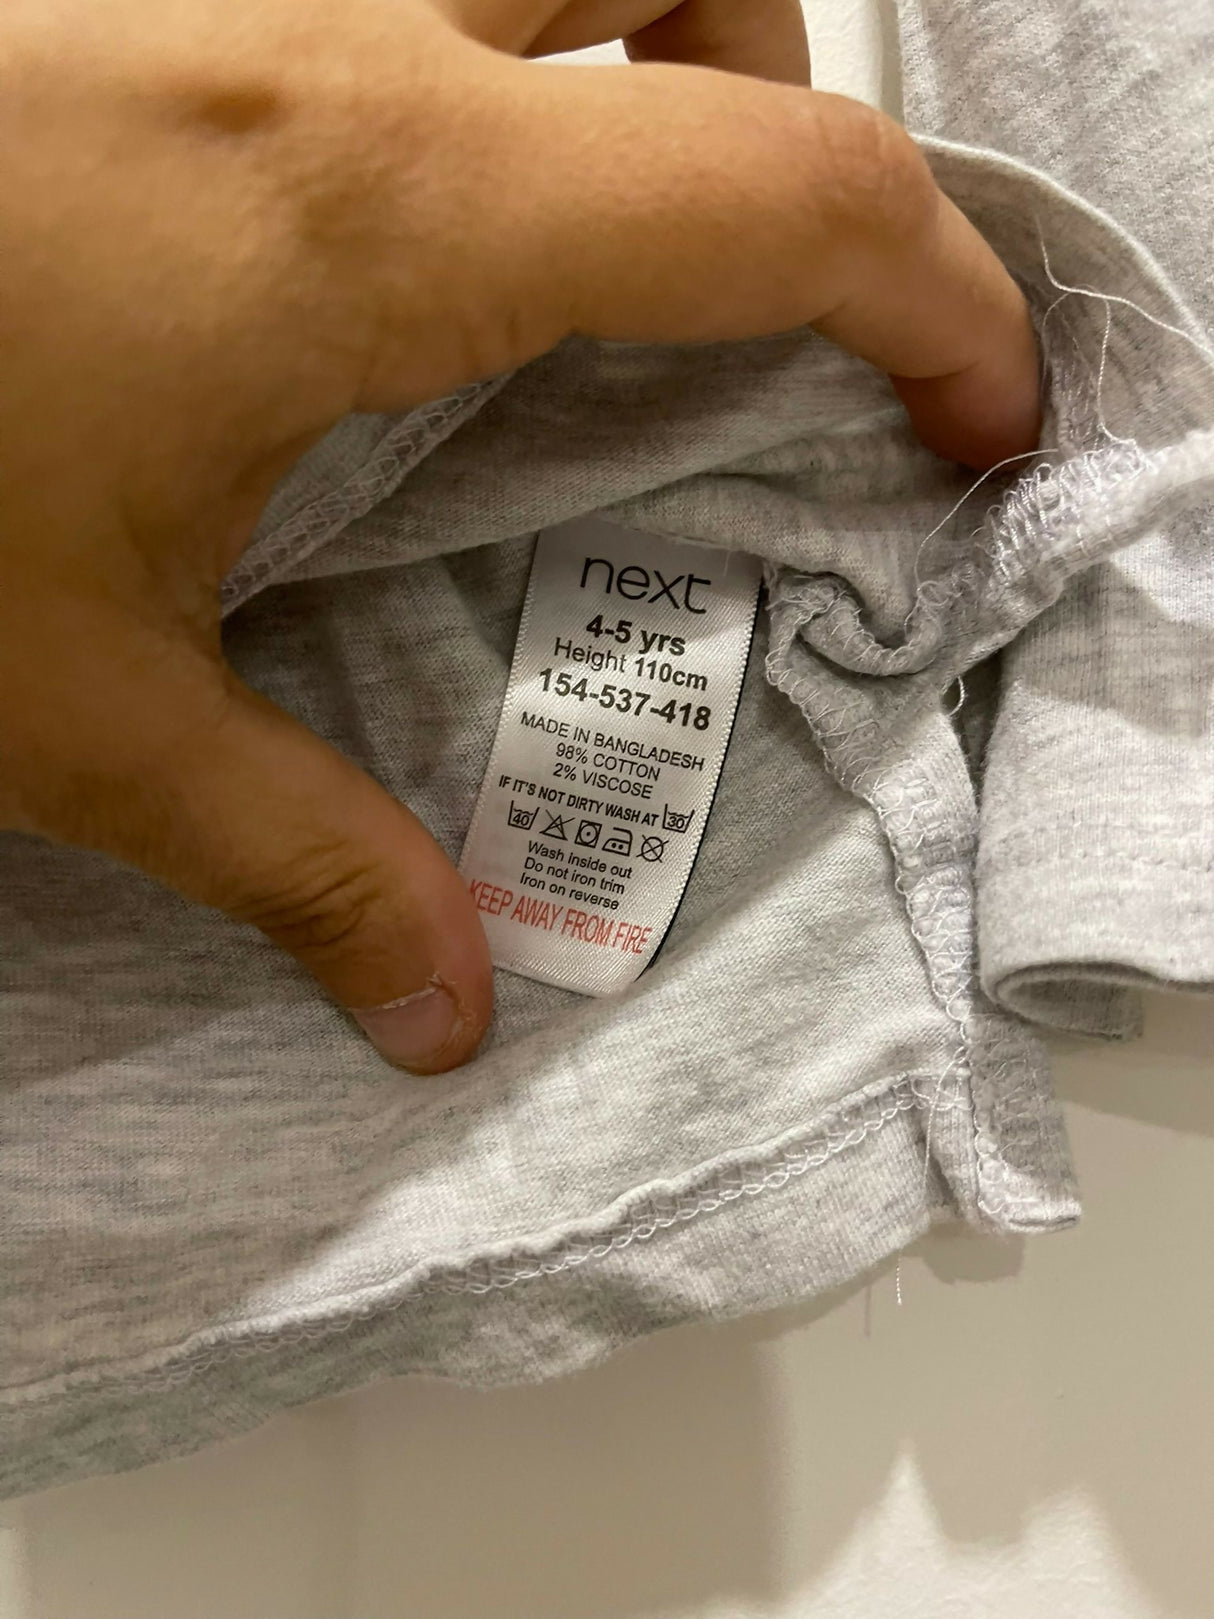 next
4-5 yrs
Height 110cm
154-537-418
MADE IN BANGLADESH
98% COTTON
2% VISCOSE
IF IT'S NOT DIRTY WASH AT 30
40
Wash inside out
Do not iron trim
Iron on reverse
KEEP AWAY FROM FIRE